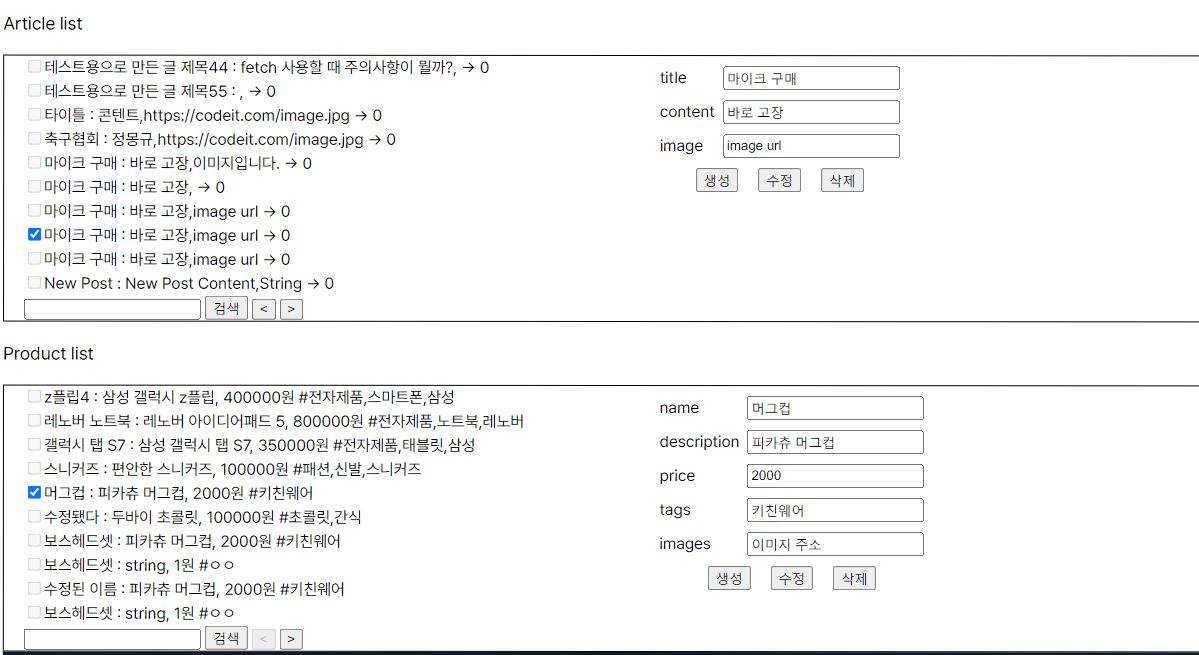 Article list
테스트용으로 만든 글 제목44 : fetch 사용할 때 주의사항이 뭘까?, → 0
테스트용으로 만든 글 제목55 : , → 0
타이틀 : 콘텐트,https://codeit.com/image.jpg → 0
축구협회 : 정몽규,https://codeit.com/image.jpg → 0
마이크 구매 : 바로 고장,이미지입니다. → 0
마이크 구매 : 바로 고장, → 0
마이크 구매 : 바로 고장,image url → 0
마이크 구매 : 바로 고장,image url → 0
마이크 구매 : 바로 고장,image url → 0
New Post : New Post Content,String → 0
검색 < >
title 마이크 구매
content 바로 고장
image image url
생성 수정 삭제
Product list
z플립4 : 삼성 갤럭시 z플립, 400000원 #전자제품,스마트폰,삼성
레노버 노트북 : 레노버 아이디어패드 5, 800000원 #전자제품,노트북,레노버
갤럭시 탭 S7 : 삼성 갤럭시 탭 S7, 350000원 #전자제품,태블릿,삼성
스니커즈 : 편안한 스니커즈, 100000원 #패션,신발,스니커즈
머그컵 : 피카츄 머그컵, 2000원 #키친웨어
수정됐다 : 두바이 초콜릿, 100000원 #초콜릿,간식
보스헤드셋 : 피카츄 머그컵, 2000원 #키친웨어
보스헤드셋 : string, 1원 #ㅇㅇ
수정된 이름 : 피카츄 머그컵, 2000원 #키친웨어
보스헤드셋 : string, 1원 #ㅇㅇ
검색 < >
name 머그컵
description 피카츄 머그컵
price 2000
tags 키친웨어
images 이미지 주소
생성 수정 삭제